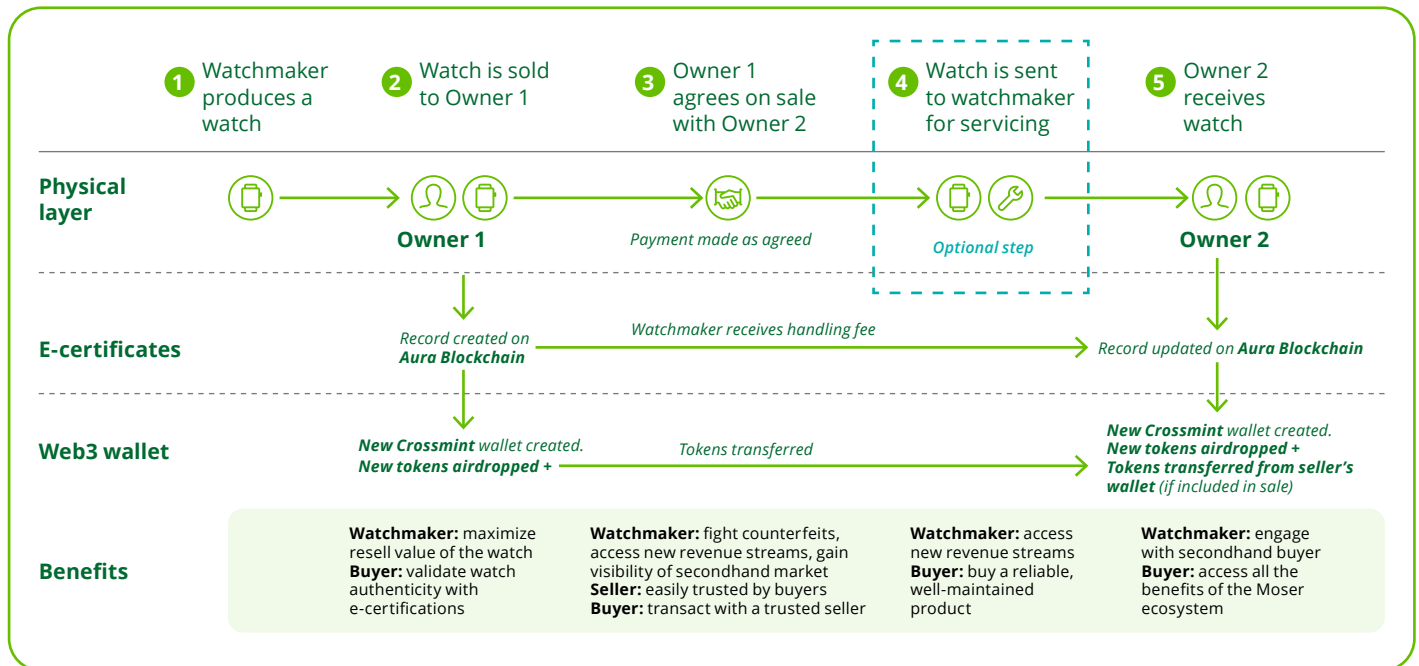 1 Watchmaker
produces a
watch
2 Watch is sold
to Owner 1
3 Owner 1
agrees on sale
with Owner 2
4 Watch is sent
to watchmaker
for servicing
5 Owner 2
receives
watch
Physical
layer
Owner 1
Payment made as agreed
Optional step
Owner 2
E-certificates
Record created on
Aura Blockchain
Watchmaker receives handling fee
Record updated on Aura Blockchain
Web3 wallet
New Crossmint wallet created.
New tokens airdropped +
Tokens transferred
New Crossmint wallet created.
New tokens airdropped +
Tokens transferred from seller’s
wallet (if included in sale)
Benefits
Watchmaker: maximize
resell value of the watch
Buyer: validate watch
authenticity with
e-certifications
Watchmaker: fight counterfeits,
access new revenue streams, gain
visibility of secondhand market
Seller: easily trusted by buyers
Buyer: transact with a trusted seller
Watchmaker: access
new revenue streams
Buyer: buy a reliable,
well-maintained
product
Watchmaker: engage
with secondhand buyer
Buyer: access all the
benefits of the Moser
ecosystem